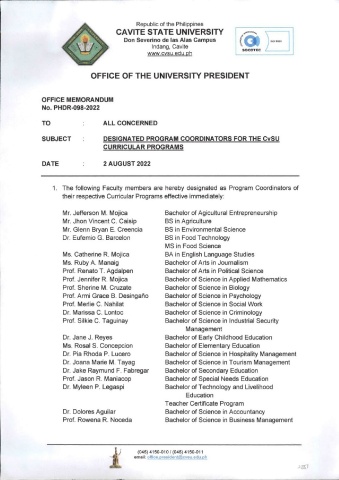 Republic of the Philippines
CAVITE STATE UNIVERSITY
Don Severino de las Alas Campus
Indang, Cavite
www.cvsu.edu.ph
SOCOTEC
OFFICE OF THE UNIVERSITY PRESIDENT
OFFICE MEMORANDUM
No. PHDR-098-2022
TO : ALL CONCERNED
SUBJECT : DESIGNATED PROGRAM COORDINATORS FOR THE CvSU
CURRICULAR PROGRAMS
DATE : 2 AUGUST 2022
1. The following Faculty members are hereby designated as Program Coordinators of
their respective Curricular Programs effective immediately:
Mr. Jefferson M. Mojica Bachelor of Agricultural Entrepreneurship
Mr. Jhon Vincent C. Caisip BS in Agriculture
Mr. Glenn Bryan E. Creencia BS in Environmental Science
Dr. Eufemio G. Barcelon BS in Food Technology
MS in Food Science
Ms. Catherine R. Mojica BA in English Language Studies
Ms. Ruby A. Manaig Bachelor of Arts in Journalism
Prof. Renato T. Agdalpen Bachelor of Arts in Political Science
Prof. Jennifer R. Mojica Bachelor of Science in Applied Mathematics
Prof. Sherine M. Cruzate Bachelor of Science in Biology
Prof. Armi Grace B. Desingaño Bachelor of Science in Psychology
Prof. Merlie C. Nahilat Bachelor of Science in Social Work
Dr. Marissa C. Lontoc Bachelor of Science in Criminology
Prof. Silkie C. Taguinay Bachelor of Science in Industrial Security
Management
Dr. Jane J. Reyes Bachelor of Early Childhood Education
Ms. Rosal S. Concepcion Bachelor of Elementary Education
Dr. Pia Rhoda P. Lucero Bachelor of Science in Hospitality Management
Dr. Joana Marie M. Tayag Bachelor of Science in Tourism Management
Dr. Jake Raymund F. Fabregar Bachelor of Secondary Education
Prof. Jason R. Maniacop Bachelor of Special Needs Education
Dr. Myleen P. Legaspi Bachelor of Technology and Livelihood
Education
Teacher Certificate Program
Dr. Dolores Aguilar Bachelor of Science in Accountancy
Prof. Rowena R. Noceda Bachelor of Science in Business Management
(046) 4150-010 / (046) 4150-011
email: office.president@cvsu.edu.ph